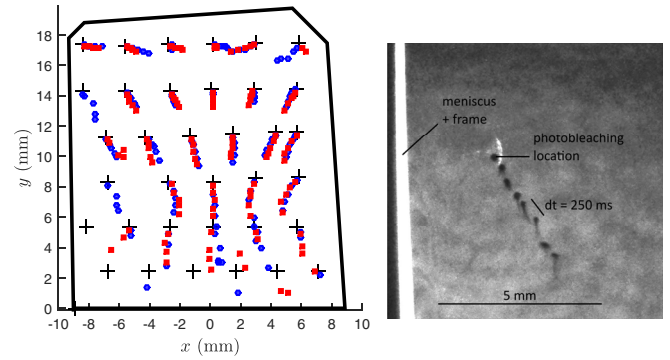 18
16
14
12
10
8
6
4
2
0
-10 -8 -6 -4 -2 0 2 4 6 8 10
x (mm)
y (mm)
meniscus
+ frame
photobleaching
location
dt = 250 ms
5 mm